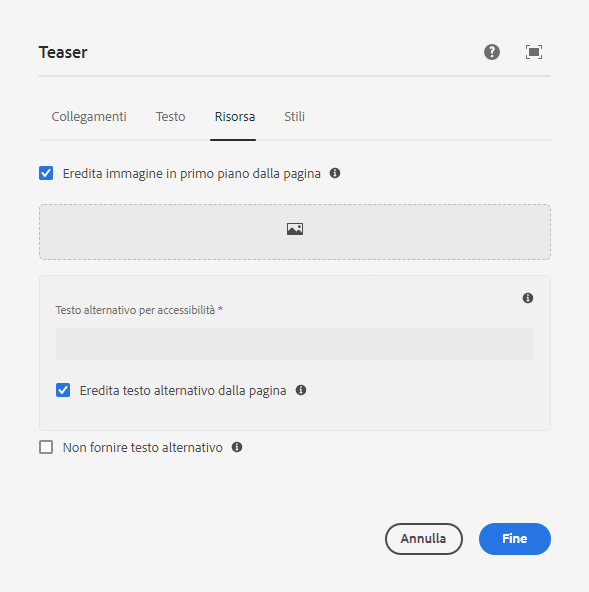 Teaser
Collegamenti Testo Risorsa Stili
Eredita immagine in primo piano dalla pagina
Testo alternativo per accessibilità *
Eredita testo alternativo dalla pagina
Non fornire testo alternativo
Annulla Fine